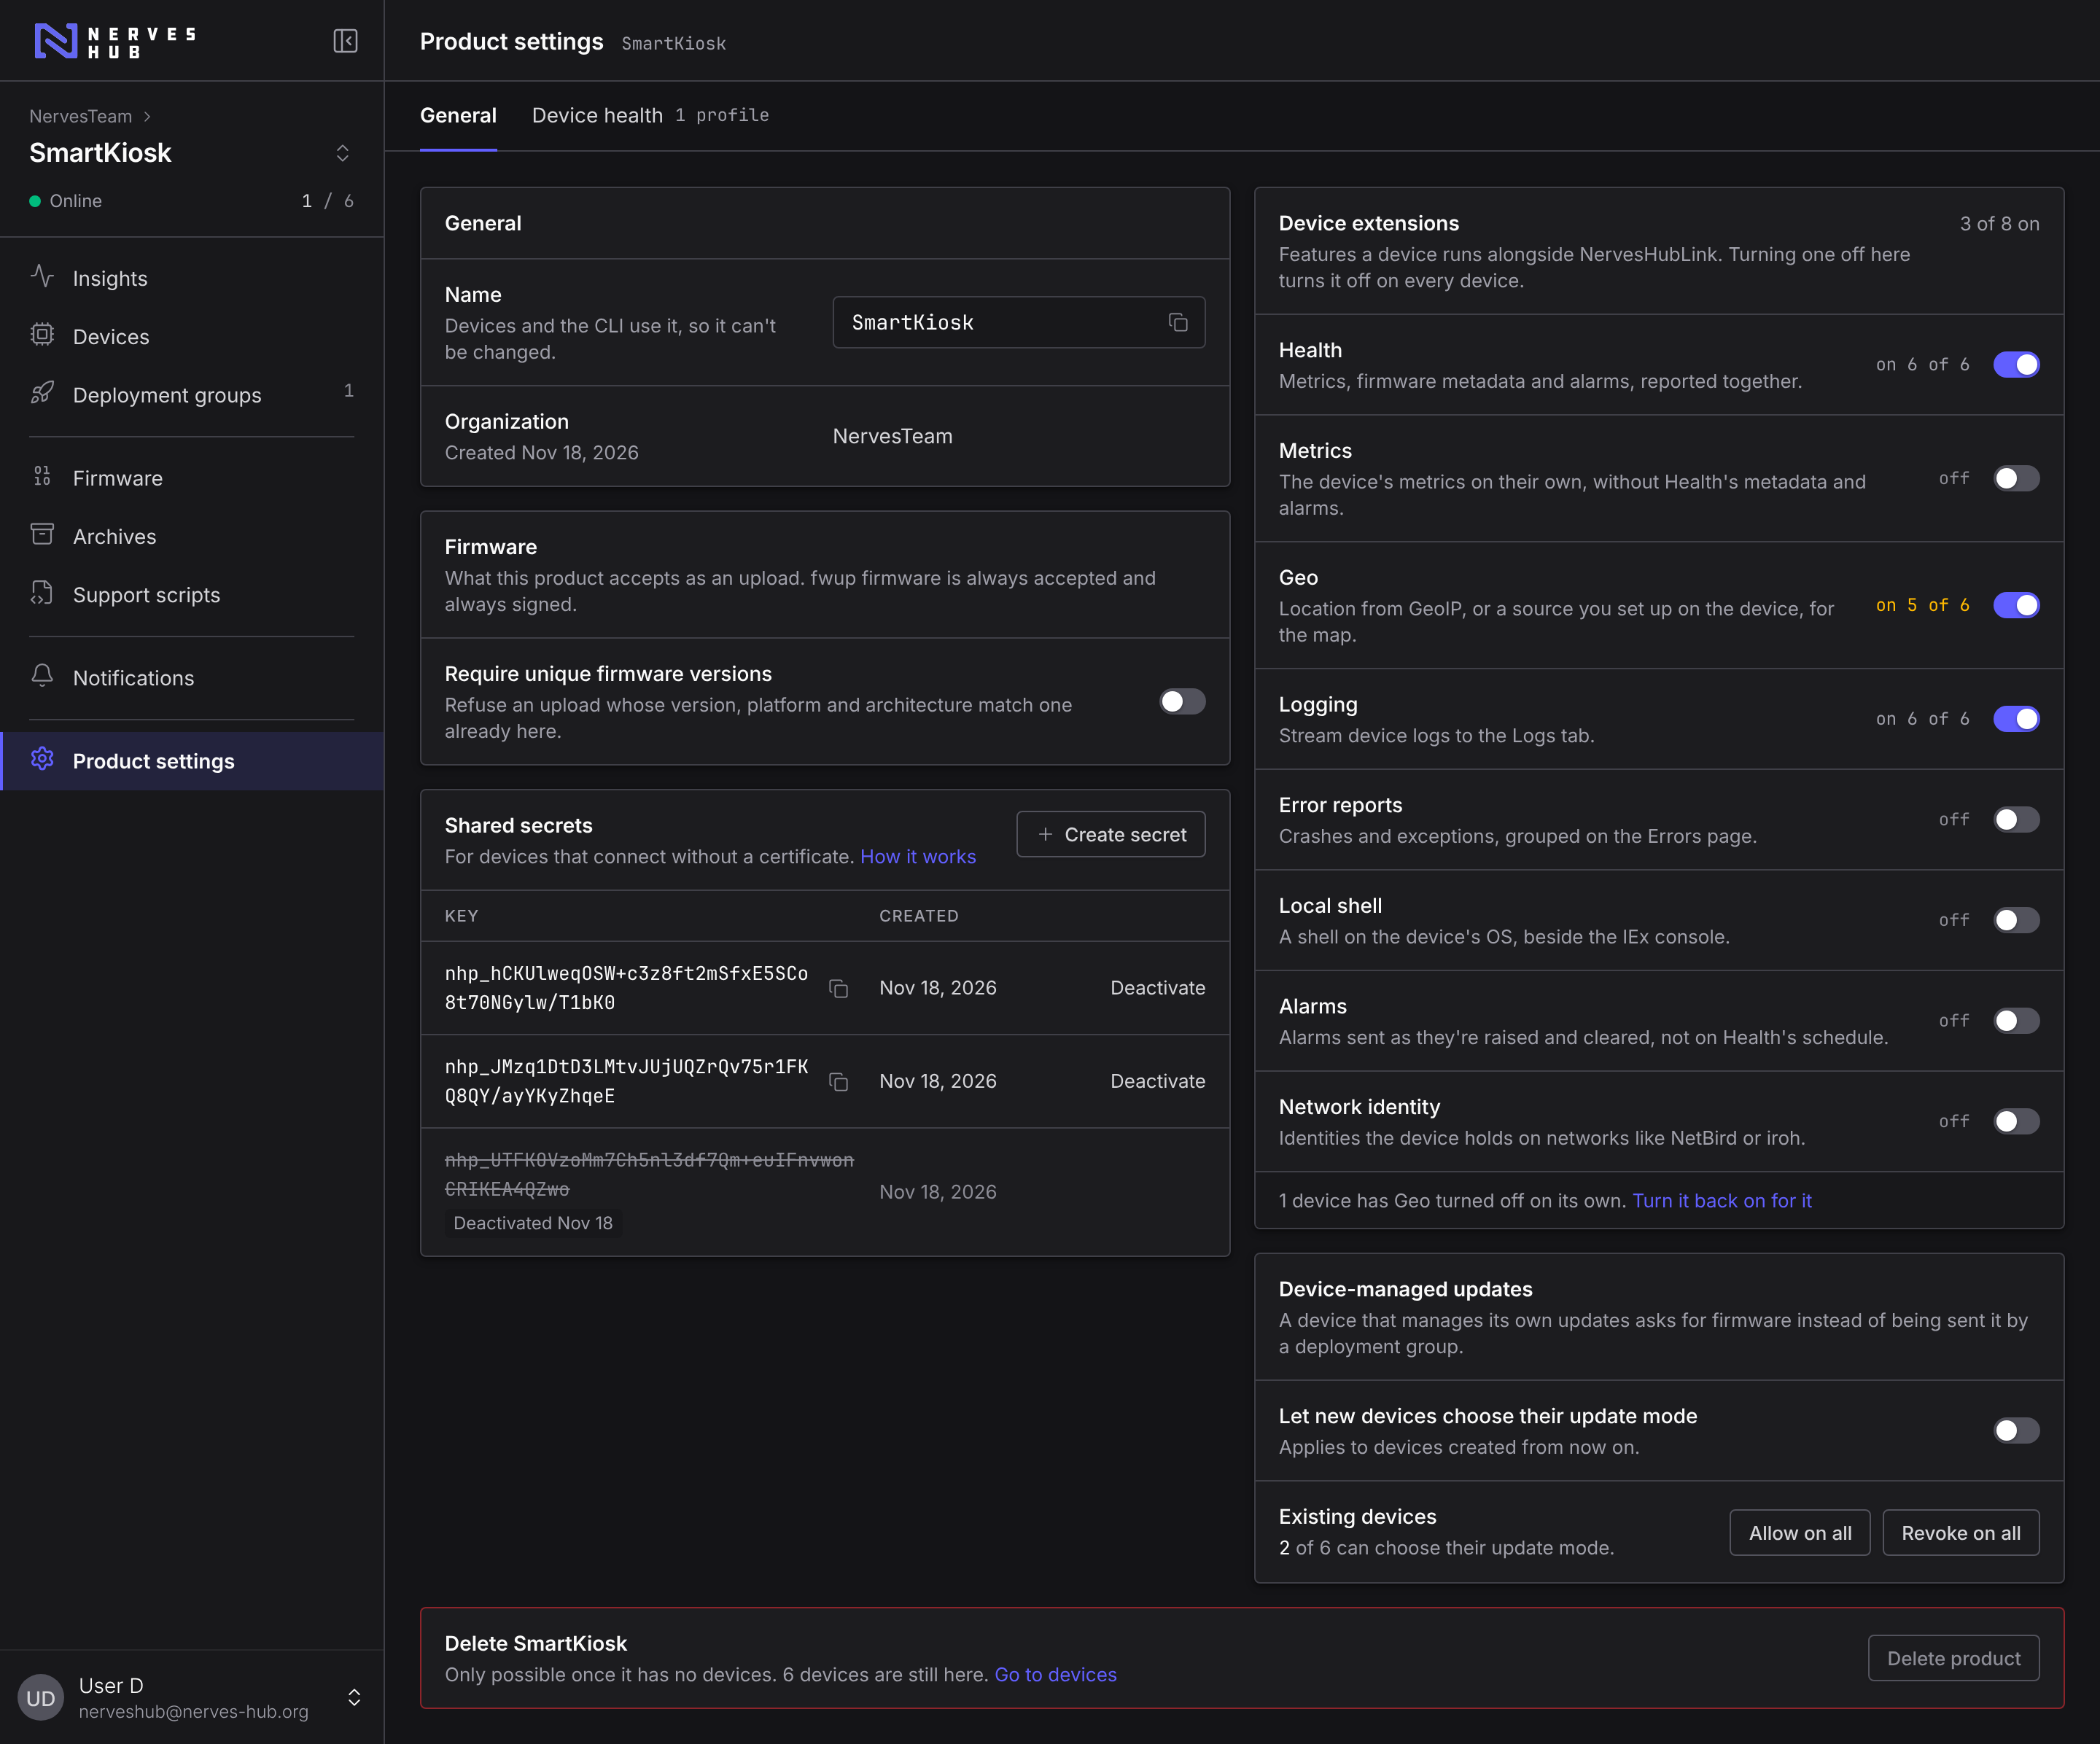 NERVES
HUB
NervesTeam
SmartKiosk
Online
1 / 6
Insights
Devices
Deployment groups
1
Firmware
Archives
Support scripts
Notifications
Product settings
User D
nerveshub@nerves-hub.org
UD
Product settings SmartKiosk
General
Device health 1 profile
General
Name
Devices and the CLI use it, so it can't
be changed.
SmartKiosk
Organization
Created Nov 18, 2026
NervesTeam
Firmware
What this product accepts as an upload. fwup firmware is always accepted and
always signed.
Require unique firmware versions
Refuse an upload whose version, platform and architecture match one
already here.
Shared secrets
For devices that connect without a certificate. How it works
Create secret
KEY
CREATED
nhp_hCKUlweqOSW+c3z8ft2mSfxE5SCo
8t70NGylw/T1bK0
Nov 18, 2026
Deactivate
nhp_JMzq1DtD3LMtvJUjUQZrQv75r1FK
Q8QY/ayYKyZhqeE
Nov 18, 2026
Deactivate
nhp_UTFKOVzoMm7Ch5nl3df7Qm+euIFnvwon
CRIKEA4QZwo
Deactivated Nov 18
Nov 18, 2026
Device extensions
3 of 8 on
Features a device runs alongside NervesHubLink. Turning one off here
turns it off on every device.
Health
Metrics, firmware metadata and alarms, reported together.
on 6 of 6
Metrics
The device's metrics on their own, without Health's metadata and
alarms.
off
Geo
Location from GeoIP, or a source you set up on the device, for
the map.
on 5 of 6
Logging
Stream device logs to the Logs tab.
on 6 of 6
Error reports
Crashes and exceptions, grouped on the Errors page.
off
Local shell
A shell on the device's OS, beside the IEx console.
off
Alarms
Alarms sent as they're raised and cleared, not on Health's schedule.
off
Network identity
Identities the device holds on networks like NetBird or iroh.
off
1 device has Geo turned off on its own. Turn it back on for it
Device-managed updates
A device that manages its own updates asks for firmware instead of being sent it by
a deployment group.
Let new devices choose their update mode
Applies to devices created from now on.
Existing devices
2 of 6 can choose their update mode.
Allow on all
Revoke on all
Delete SmartKiosk
Only possible once it has no devices. 6 devices are still here. Go to devices
Delete product